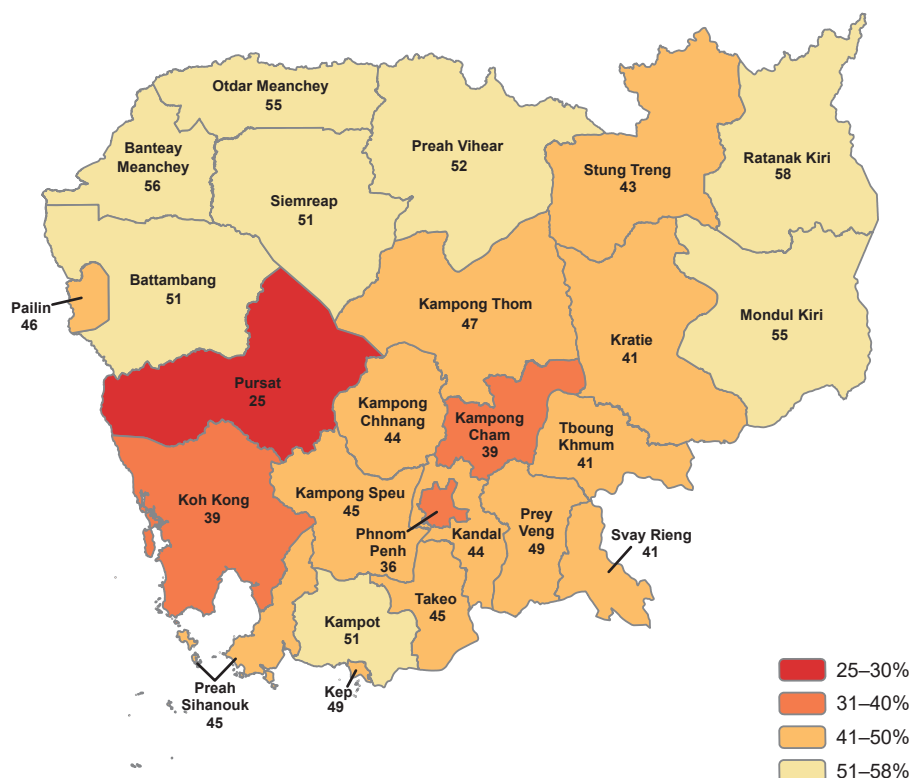 Otdar Meanchey
55
Banteay
Meanchey
56
Preah Vihear
52
Stung Treng
43
Ratanak Kiri
58
Siemreap
51
Battambang
51
Pailin
46
Kampong Thom
47
Kratie
41
Mondul Kiri
55
Pursat
25
Kampong
Chhnang
44
Kampong
Cham
39
Tboung
Khmum
41
Koh Kong
39
Kampong Speu
45
Phnom
Penh
36
Kandal
44
Prey
Veng
49
Svay Rieng
41
Takeo
45
Kampot
51
Preah
Sihanouk
45
Kep
49
25–30%
31–40%
41–50%
51–58%